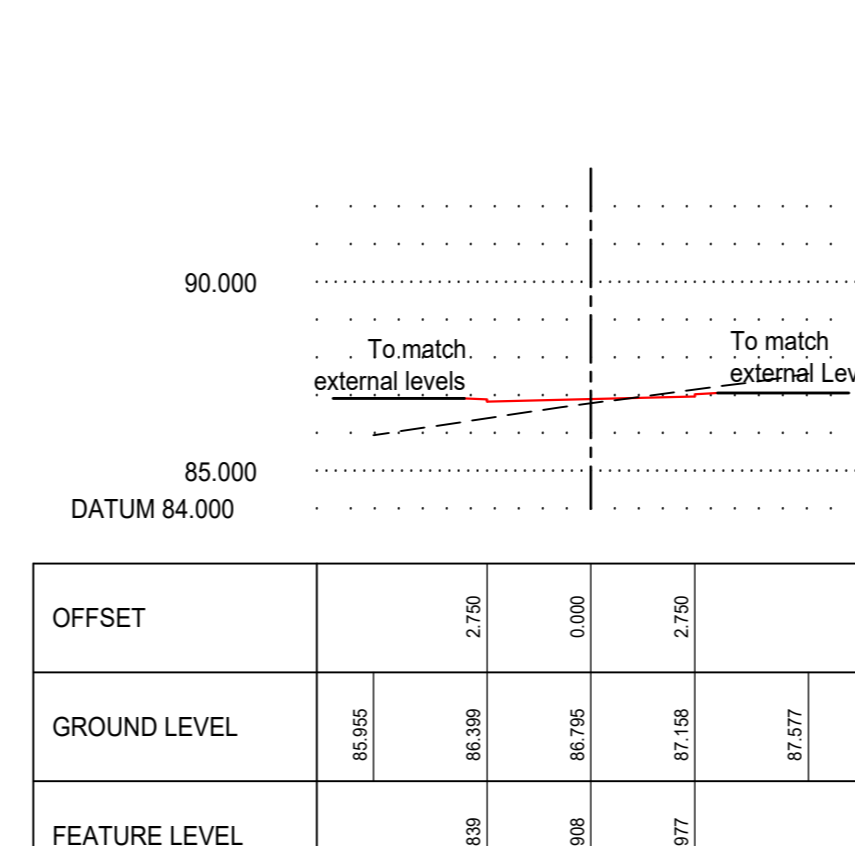 90.000
To match
external levels
To match
external Lev
85.000
DATUM 84.000
OFFSET 2.750 0.000 2.750
GROUND LEVEL 85.955 86.399 86.795 87.158 87.577
FEATURE LEVEL 839 908 977